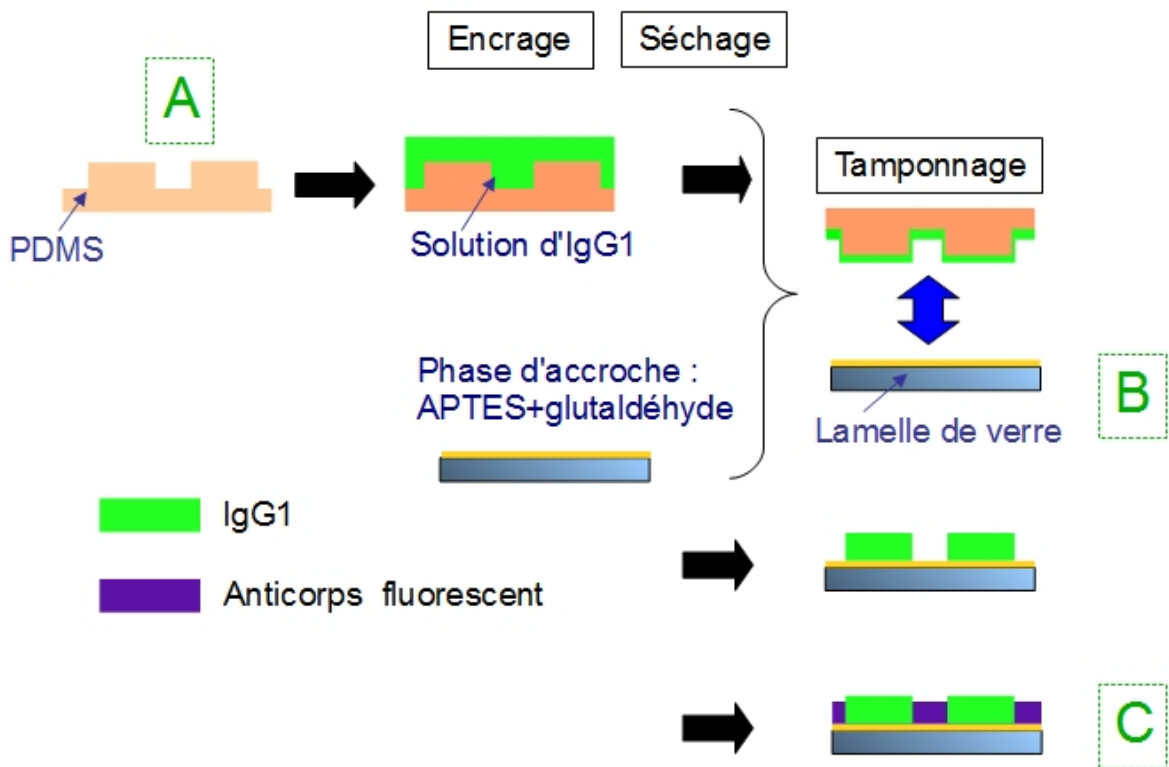 Encrage
Séchage
A
PDMS
Solution d'IgG1
Tamponnage
Phase d'accroche :
APTES+glutaldéhyde
Lamelle de verre
B
IgG1
Anticorps fluorescent
C